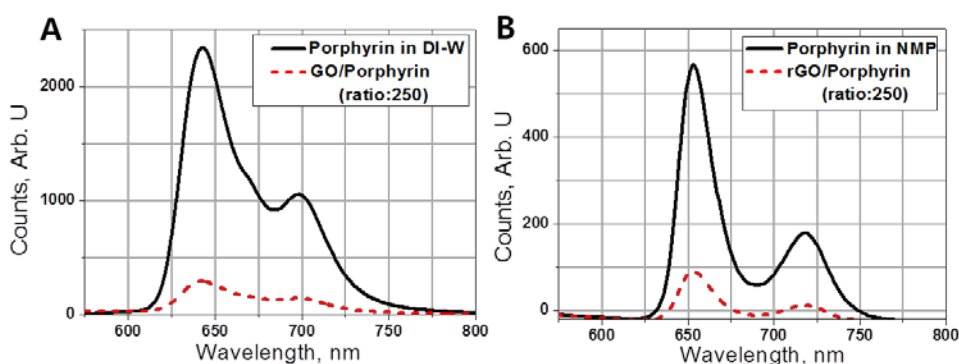 A
Porphyrin in DI-W
GO/Porphyrin
(ratio:250)
Counts, Arb. U
2000
1000
0
600
650
700
750
800
Wavelength, nm
B
Porphyrin in NMP
rGO/Porphyrin
(ratio:250)
Counts, Arb. U
600
400
200
0
600
650
700
750
800
Wavelength, nm